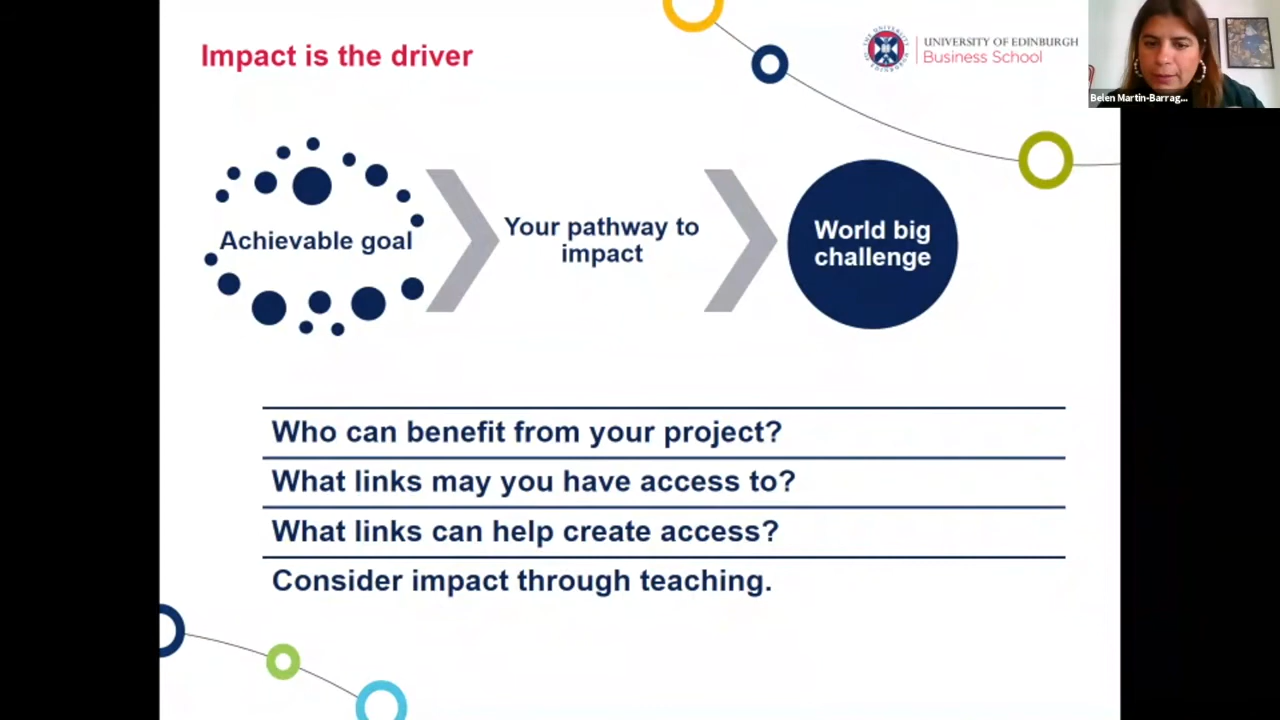 Impact is the driver
UNIVERSITY OF EDINBURGH
Business School
Belen Martin-Barrag...
Achievable goal
Your pathway to
impact
World big
challenge
Who can benefit from your project?
What links may you have access to?
What links can help create access?
Consider impact through teaching.